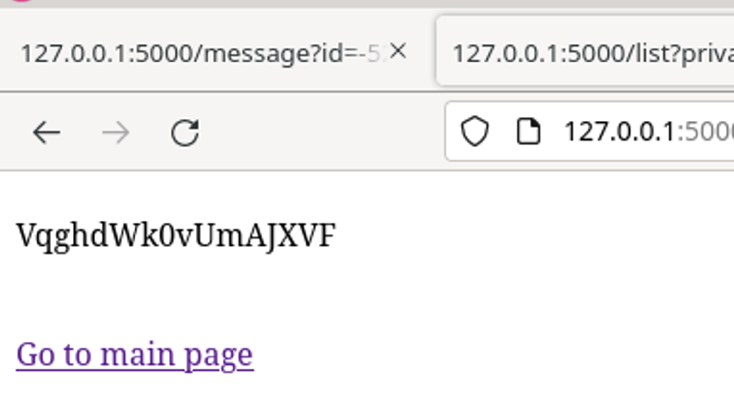 127.0.0.1:5000/message?id=-5
127.0.0.1:5000/list?priva
127.0.0.1:5000
VqghdWk0vUmAJXVF
Go to main page